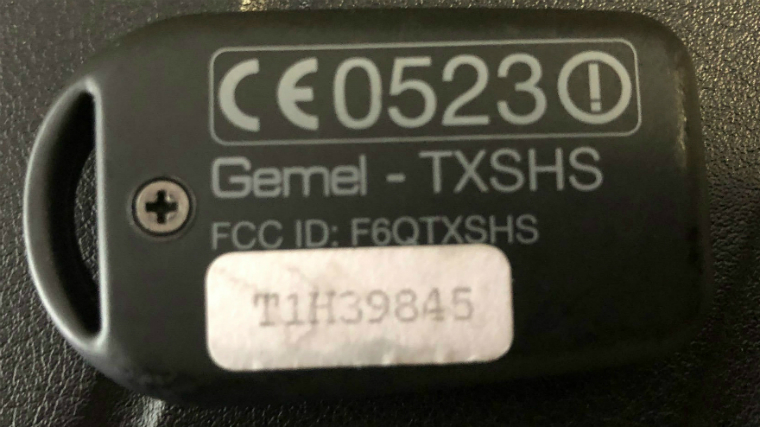 CE0523
Gemel - TXSHS
FCC ID: F6QTXSHS
T1H39845